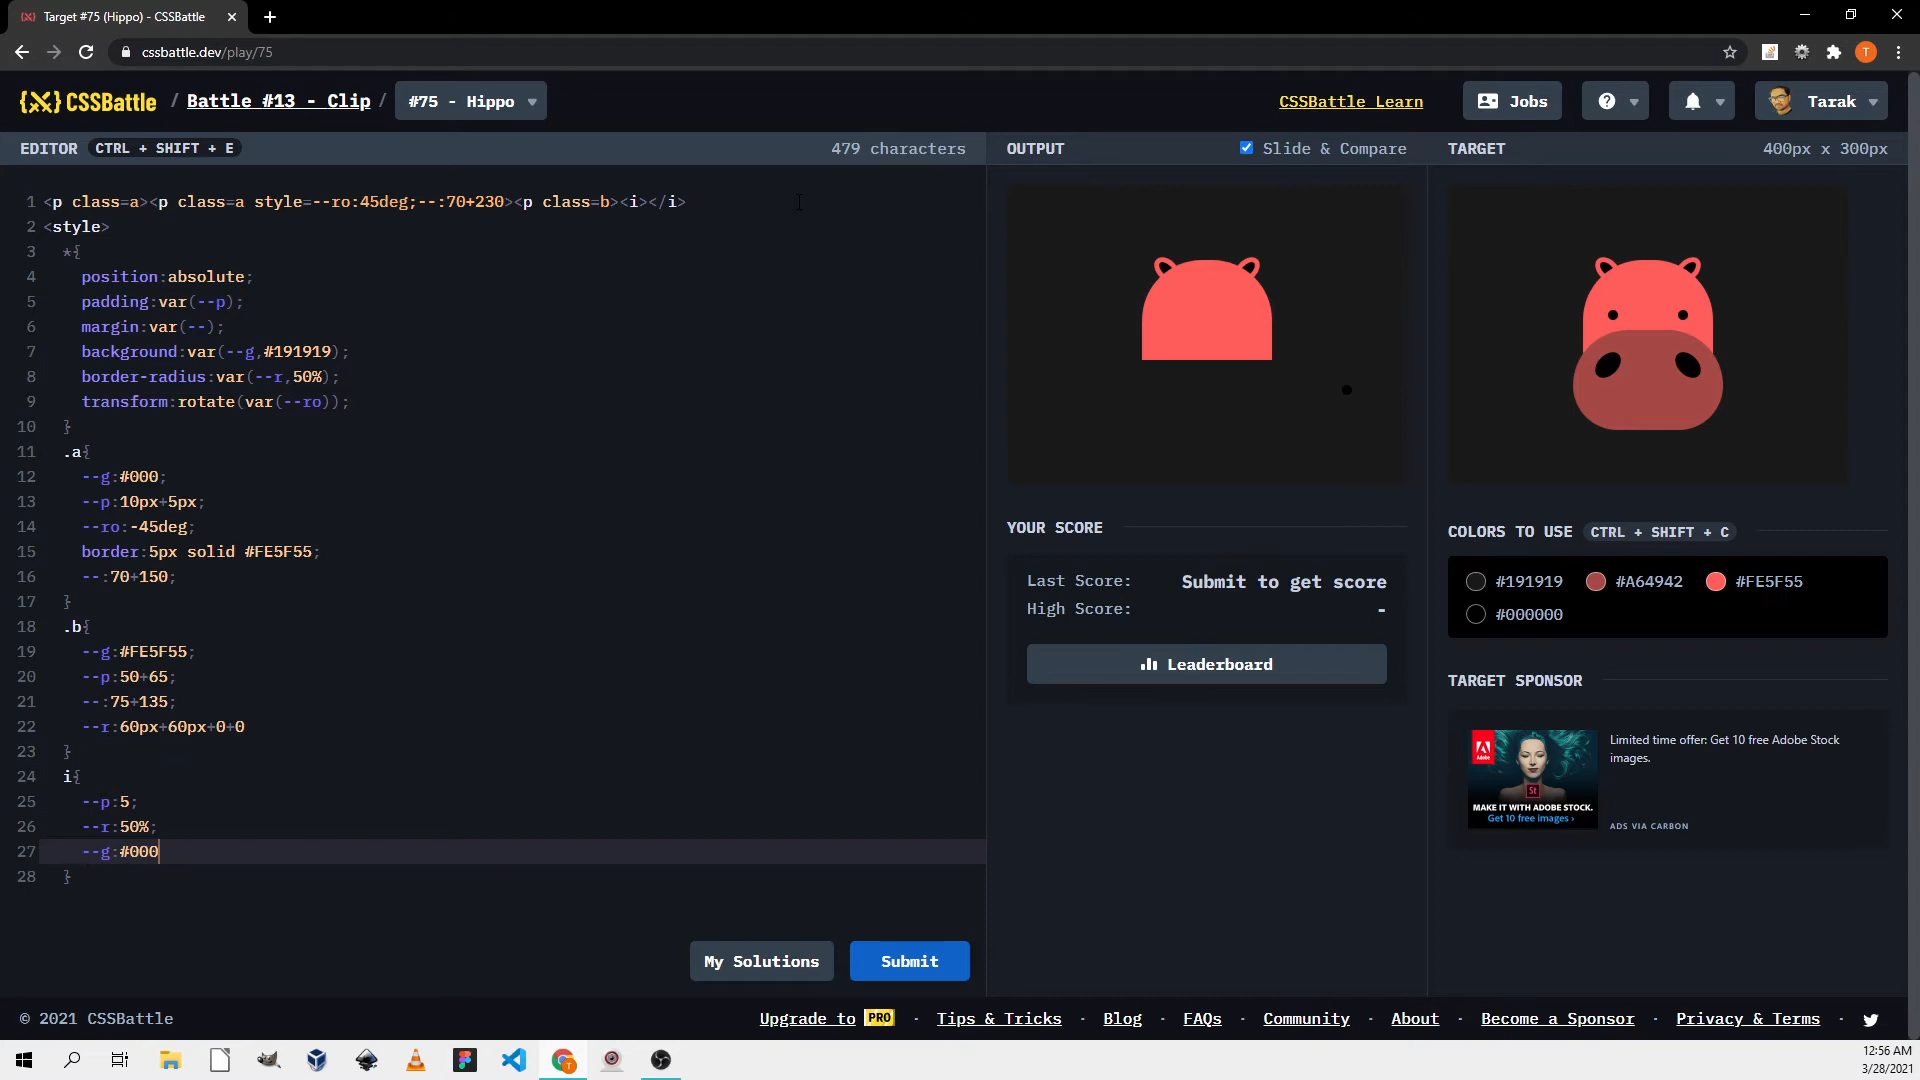 Target #75 (Hippo) - CSSBattle
cssbattle.dev/play/75
T
CSSBattle / Battle #13 - Clip / #75 - Hippo
CSSBattle Learn
Jobs
Tarak
EDITOR CTRL + SHIFT + E 479 characters
OUTPUT Slide & Compare
TARGET 400px x 300px
1 <p class=a><p class=a style=--ro:45deg;--:70+230><p class=b><i></i>
2 <style>
3 *{
4 position:absolute;
5 padding:var(--p);
6 margin:var(--);
7 background:var(--g,#191919);
8 border-radius:var(--r,50%);
9 transform:rotate(var(--ro));
10 }
11 .a{
12 --g:#000;
13 --p:10px+5px;
14 --ro:-45deg;
15 border:5px solid #FE5F55;
16 --:70+150;
17 }
18 .b{
19 --g:#FE5F55;
20 --p:50+65;
21 --:75+135;
22 --r:60px+60px+0+0
23 }
24 i{
25 --p:5;
26 --r:50%;
27 --g:#000
28 }
My Solutions
Submit
YOUR SCORE
Last Score: Submit to get score
High Score: -
Leaderboard
COLORS TO USE CTRL + SHIFT + C
#191919 #A64942 #FE5F55
#000000
TARGET SPONSOR
St
MAKE IT WITH ADOBE STOCK.
Get 10 free images ›
Limited time offer: Get 10 free Adobe Stock
images.
ADS VIA CARBON
© 2021 CSSBattle
Upgrade to PRO · Tips & Tricks · Blog · FAQs · Community · About · Become a Sponsor · Privacy & Terms ·
12:56 AM
3/28/2021